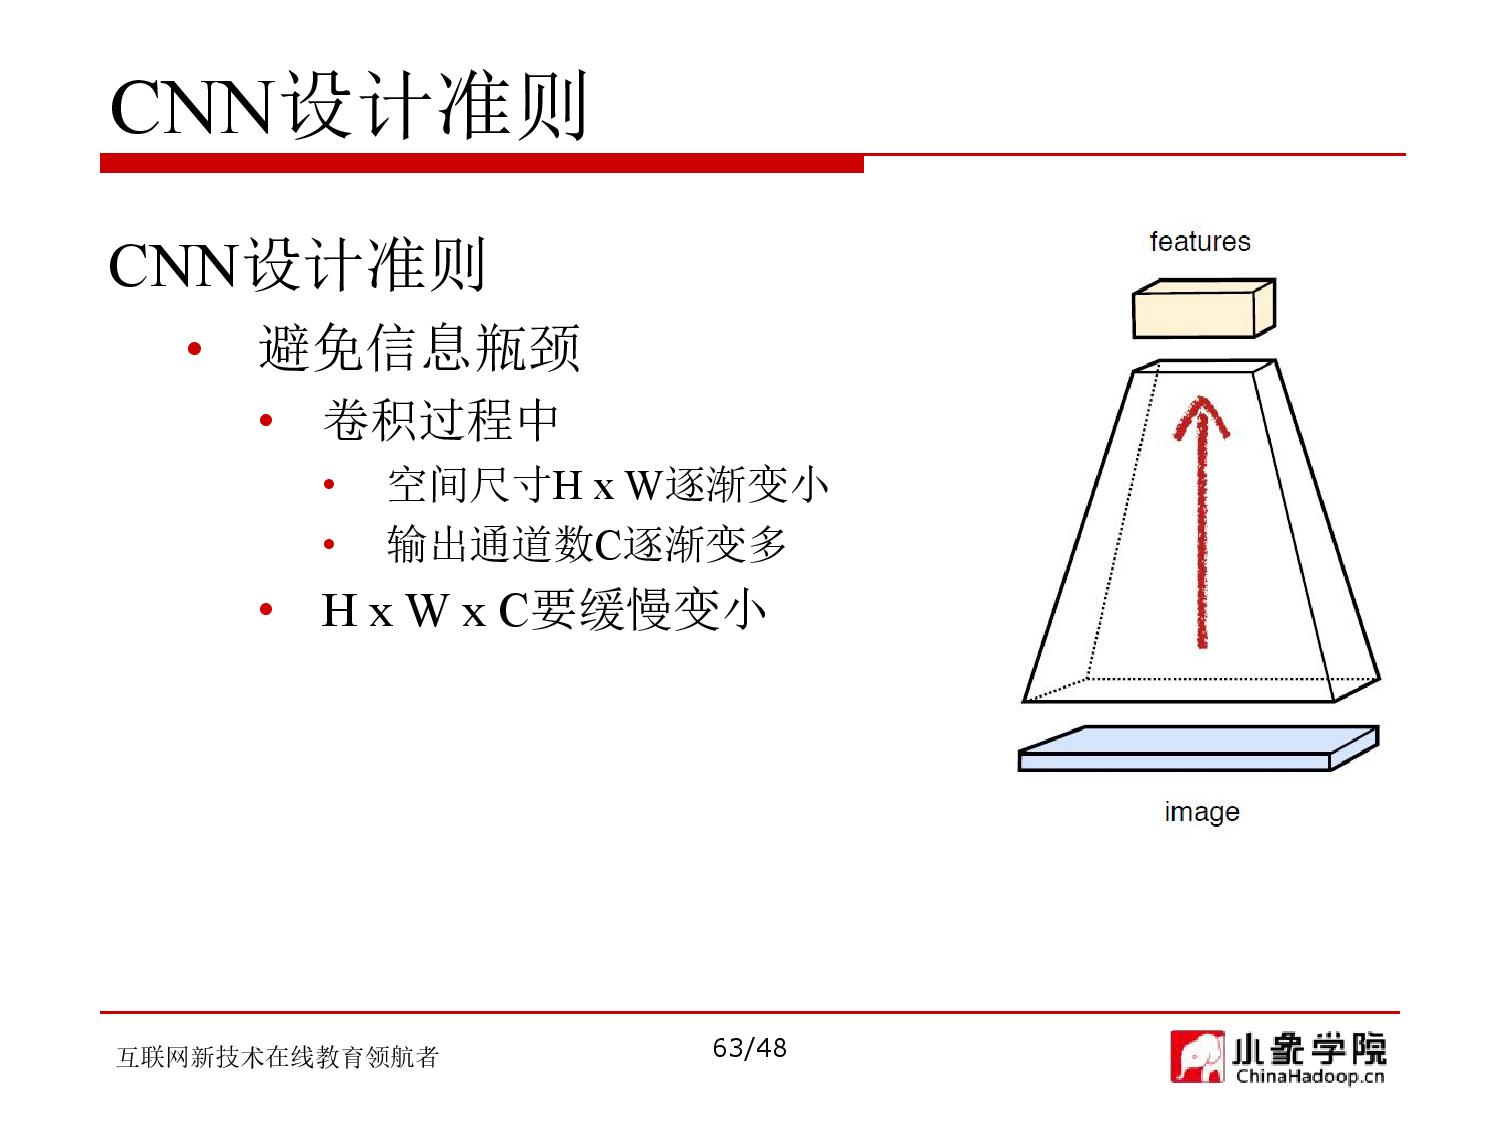 CNN设计准则
CNN设计准则
• 避免信息瓶颈
• 卷积过程中
• 空间尺寸H x W逐渐变小
• 输出通道数C逐渐变多
• H x W x C要缓慢变小
features
image
互联网新技术在线教育领航者
63/48
小象学院
ChinaHadoop.cn